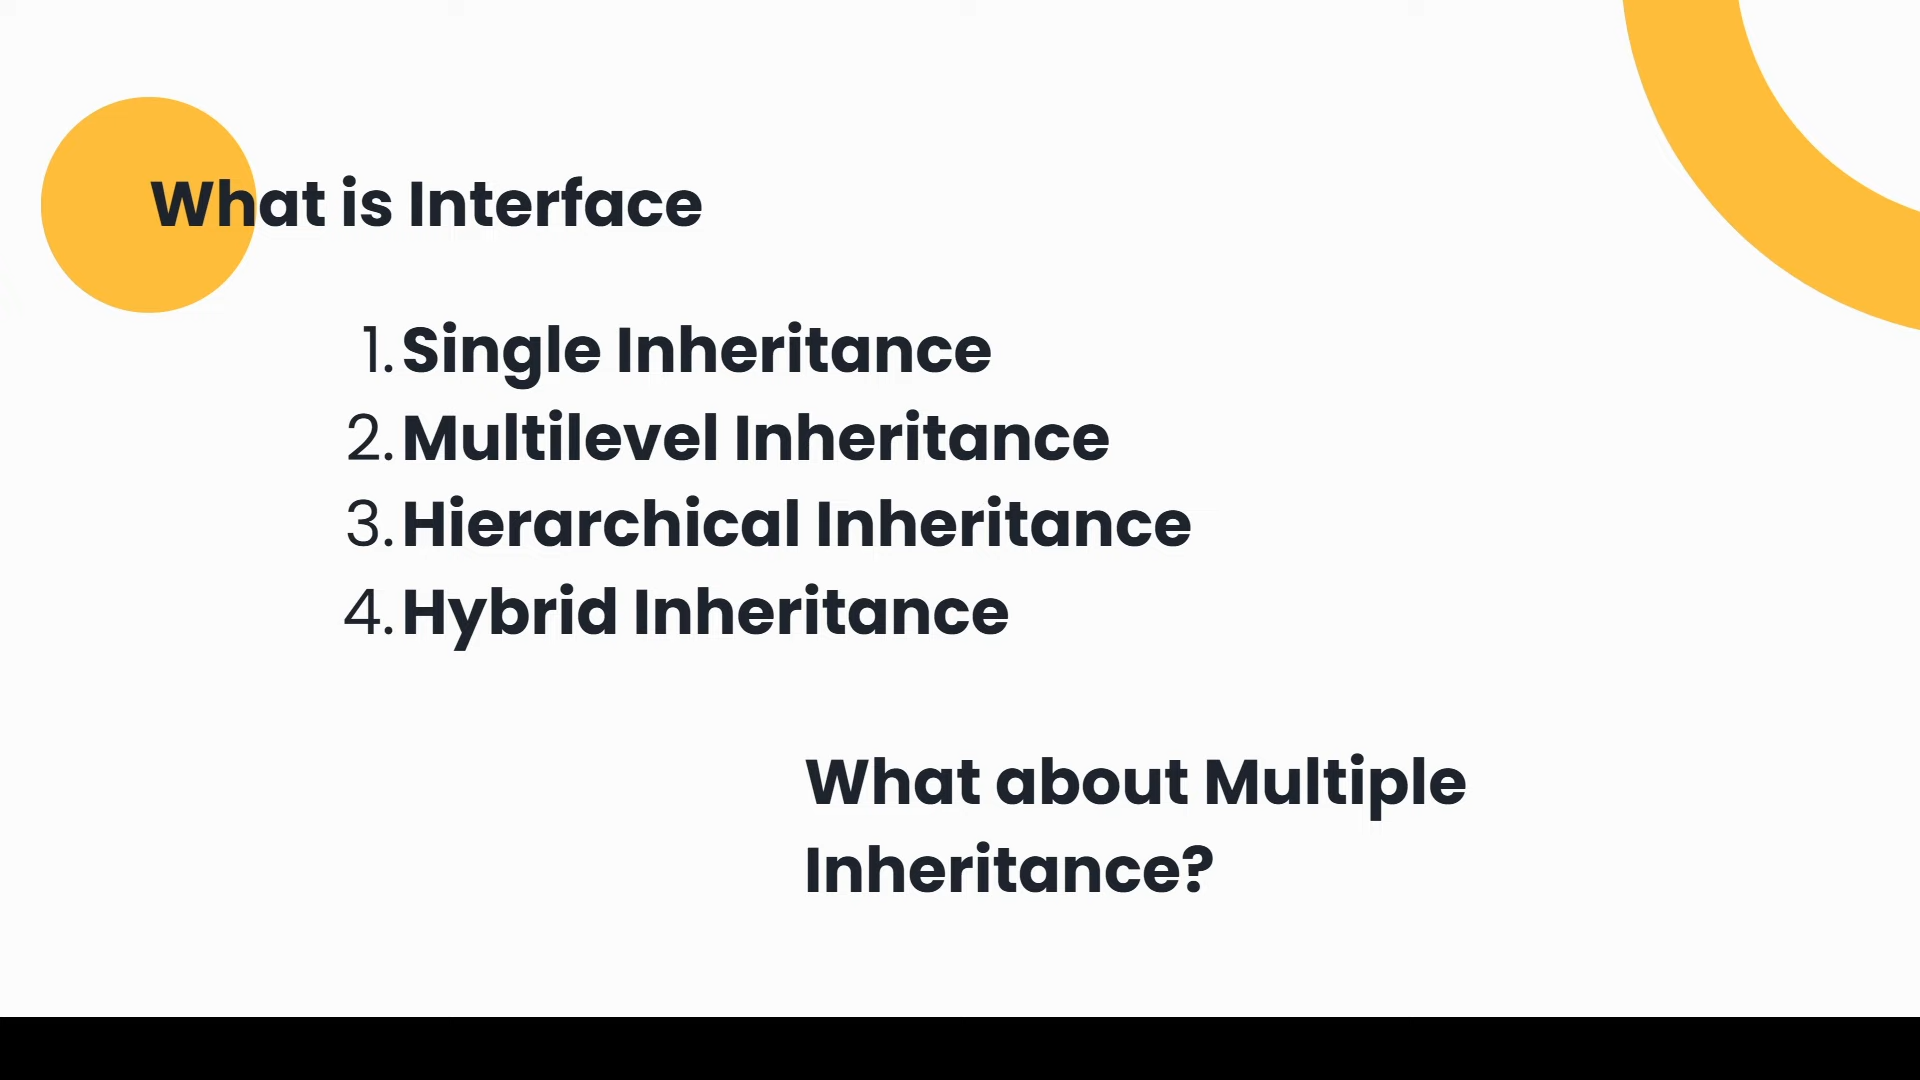 What is Interface
1. Single Inheritance
2. Multilevel Inheritance
3. Hierarchical Inheritance
4. Hybrid Inheritance
What about Multiple
Inheritance?